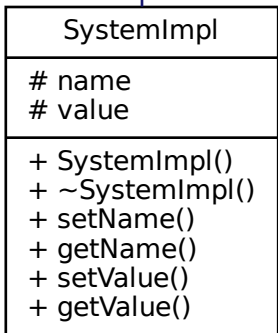 SystemImpl
# name
# value
+ SystemImpl()
+ ~SystemImpl()
+ setName()
+ getName()
+ setValue()
+ getValue()